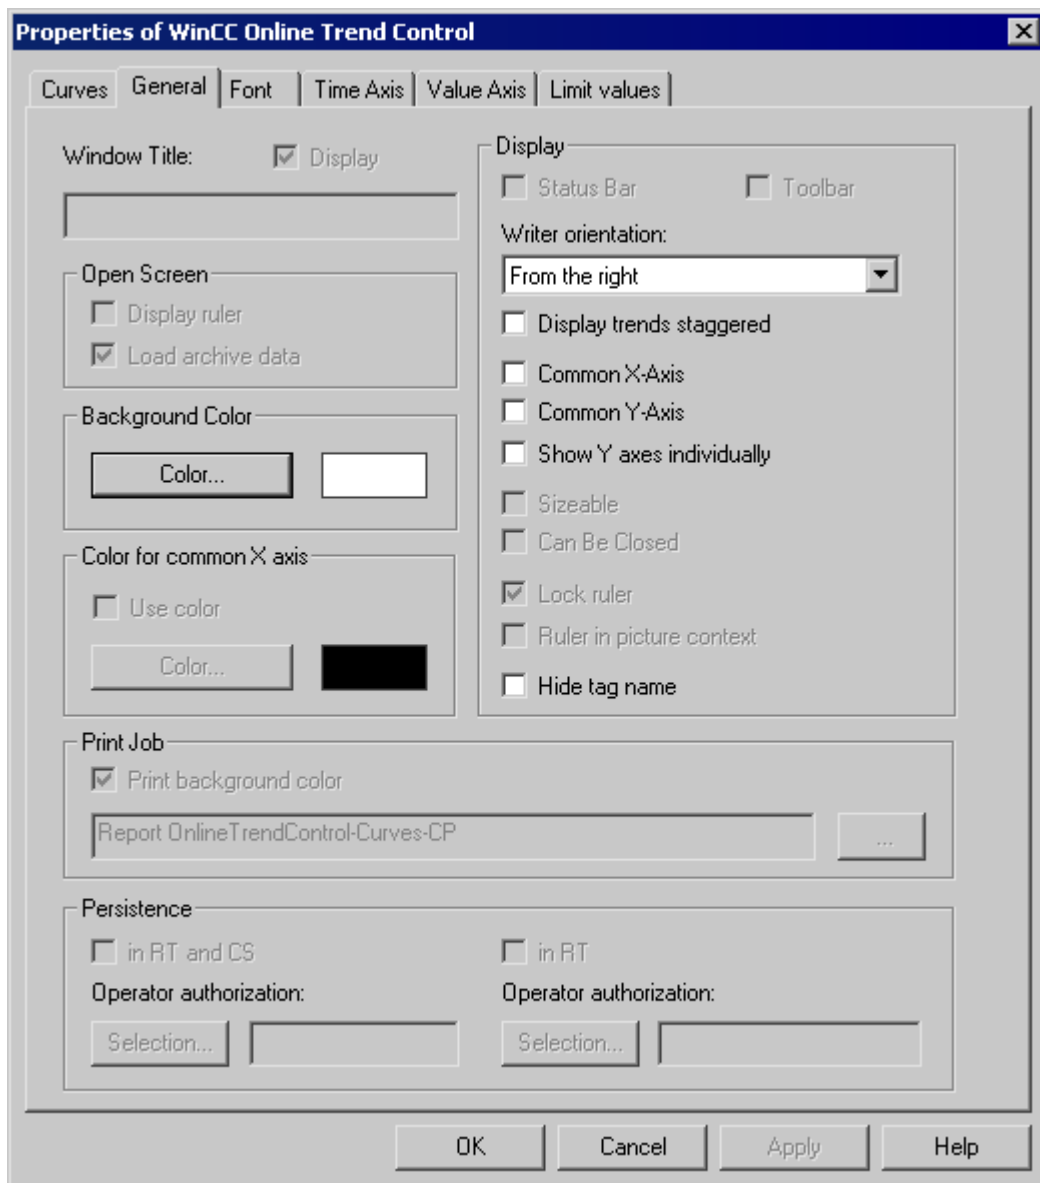 Properties of WinCC Online Trend Control
Curves General Font Time Axis Value Axis Limit values
Window Title: Display
Open Screen
Display ruler
Load archive data
Background Color
Color...
Color for common X axis
Use color
Color...
Display
Status Bar Toolbar
Writer orientation:
From the right
Display trends staggered
Common X-Axis
Common Y-Axis
Show Y axes individually
Sizeable
Can Be Closed
Lock ruler
Ruler in picture context
Hide tag name
Print Job
Print background color
Report OnlineTrendControl-Curves-CP
...
Persistence
in RT and CS in RT
Operator authorization: Operator authorization:
Selection... Selection...
OK Cancel Apply Help